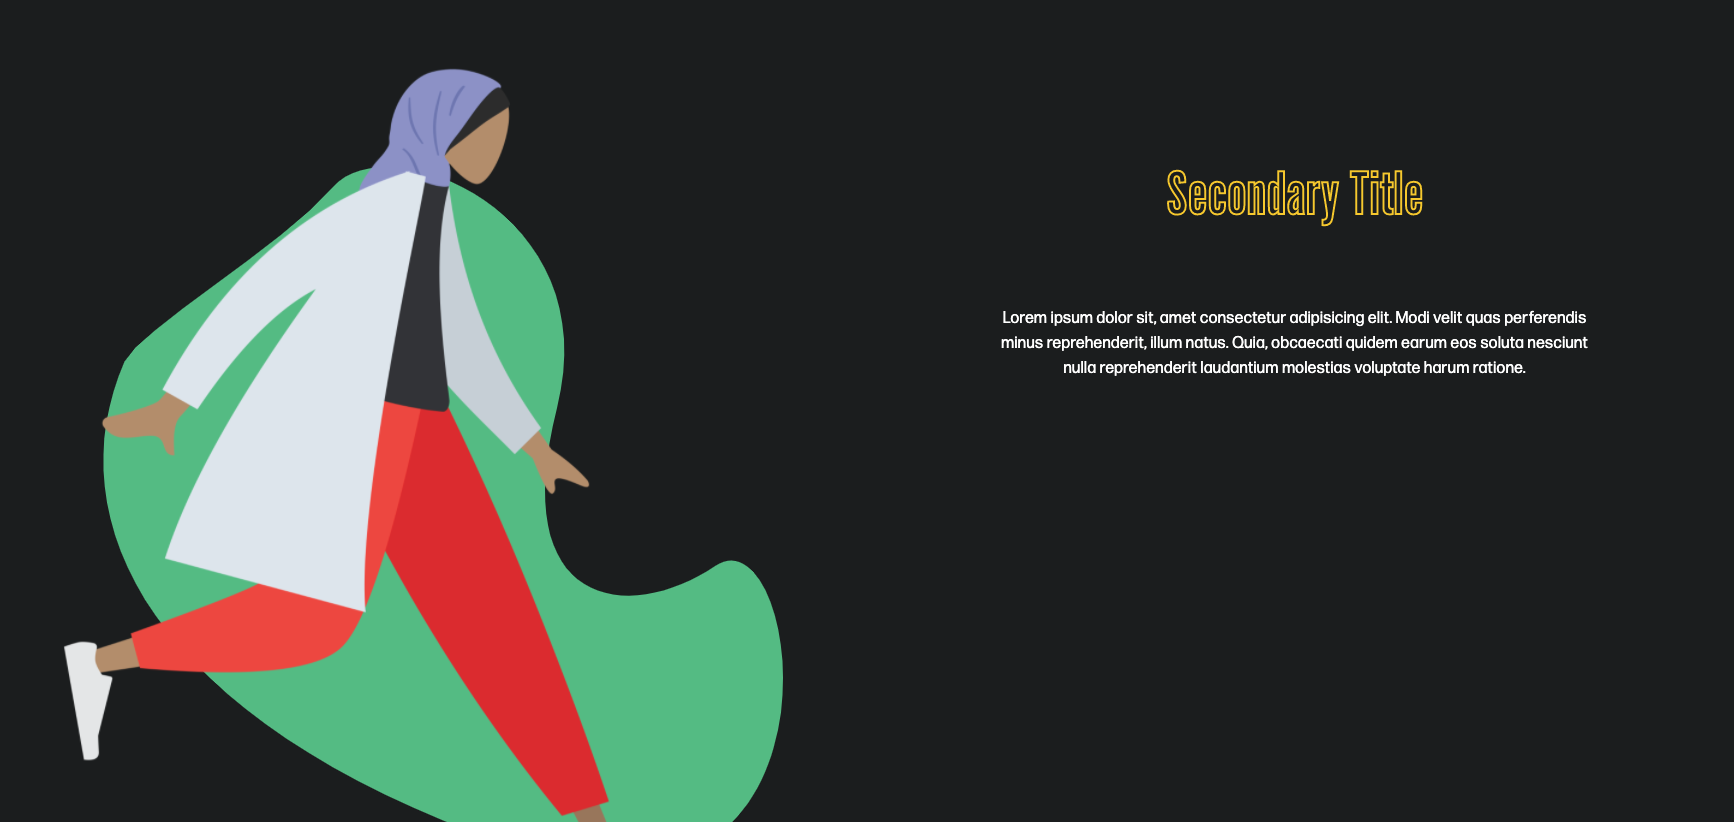 Secondary Title
Lorem ipsum dolor sit, amet consectetur adipisicing elit. Modi velit quas perferendis
minus reprehenderit, illum natus. Quia, obcaecati quidem earum eos soluta nesciunt
nulla reprehenderit laudantium molestias voluptate harum ratione.